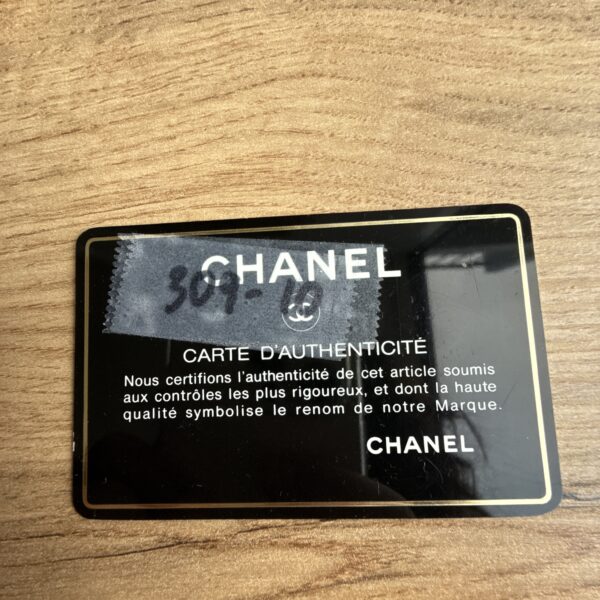 CHANEL
309-10
CARTE D'AUTHENTICITÉ
Nous certifions l'authenticité de cet article soumis
aux contrôles les plus rigoureux, et dont la haute
qualité symbolise le renom de notre Marque.
CHANEL